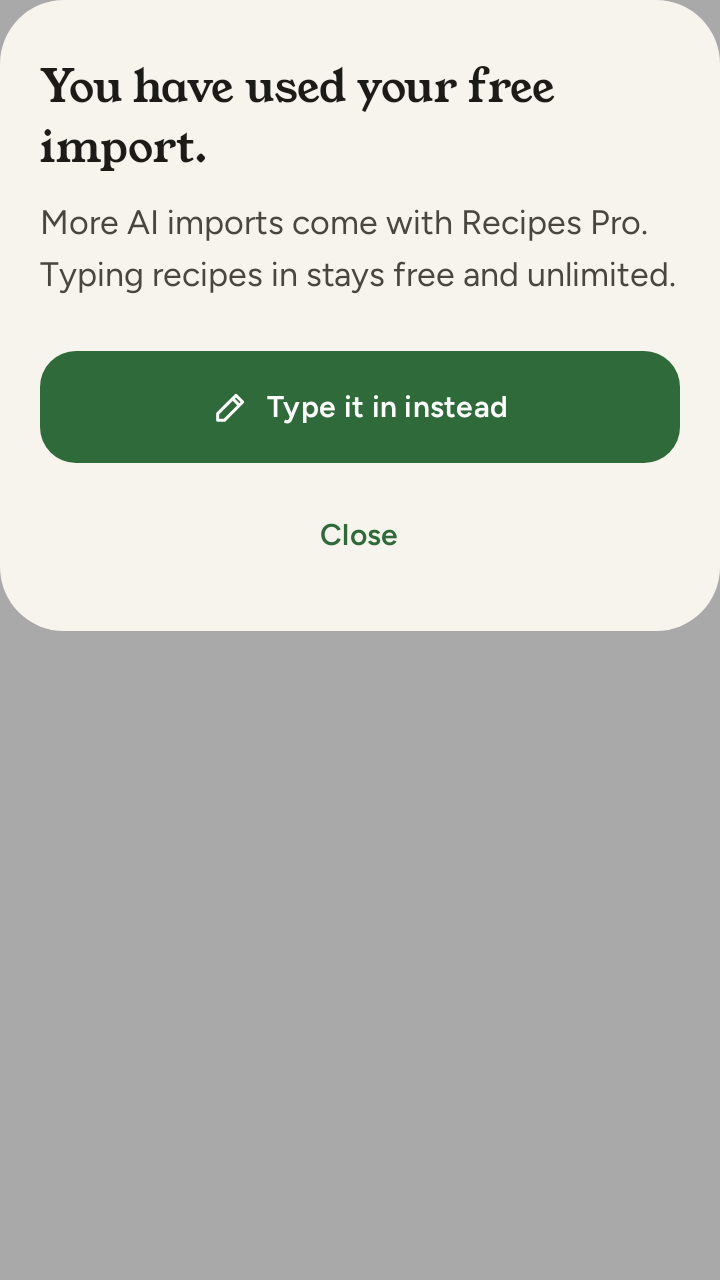 You have used your free
import.
More AI imports come with Recipes Pro.
Typing recipes in stays free and unlimited.
Type it in instead
Close